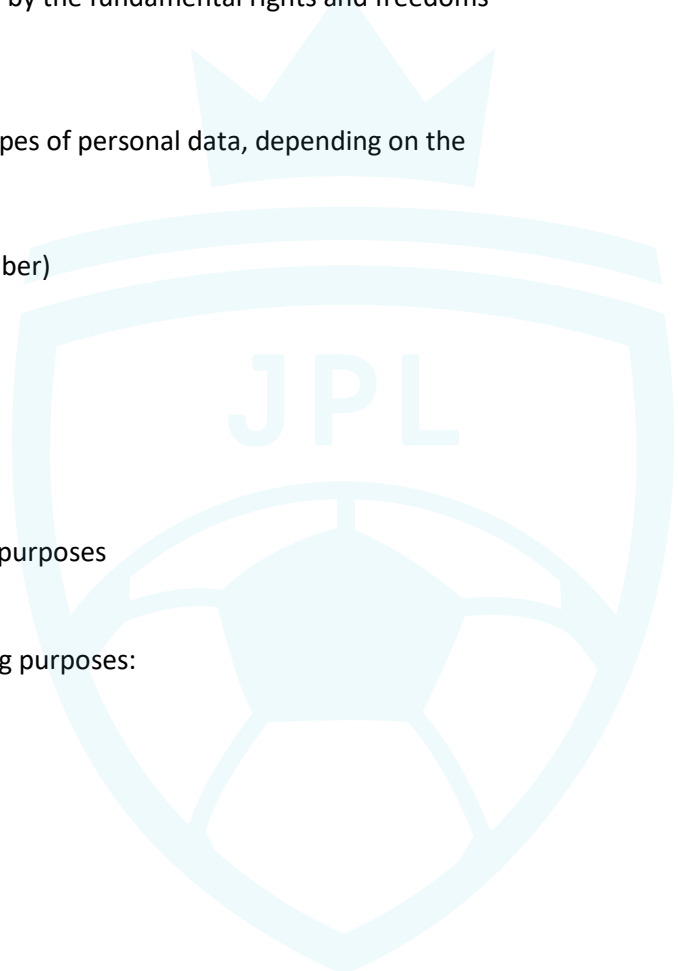 by the fundamental rights and freedoms
pes of personal data, depending on the
ber)
JPL
purposes
g purposes: